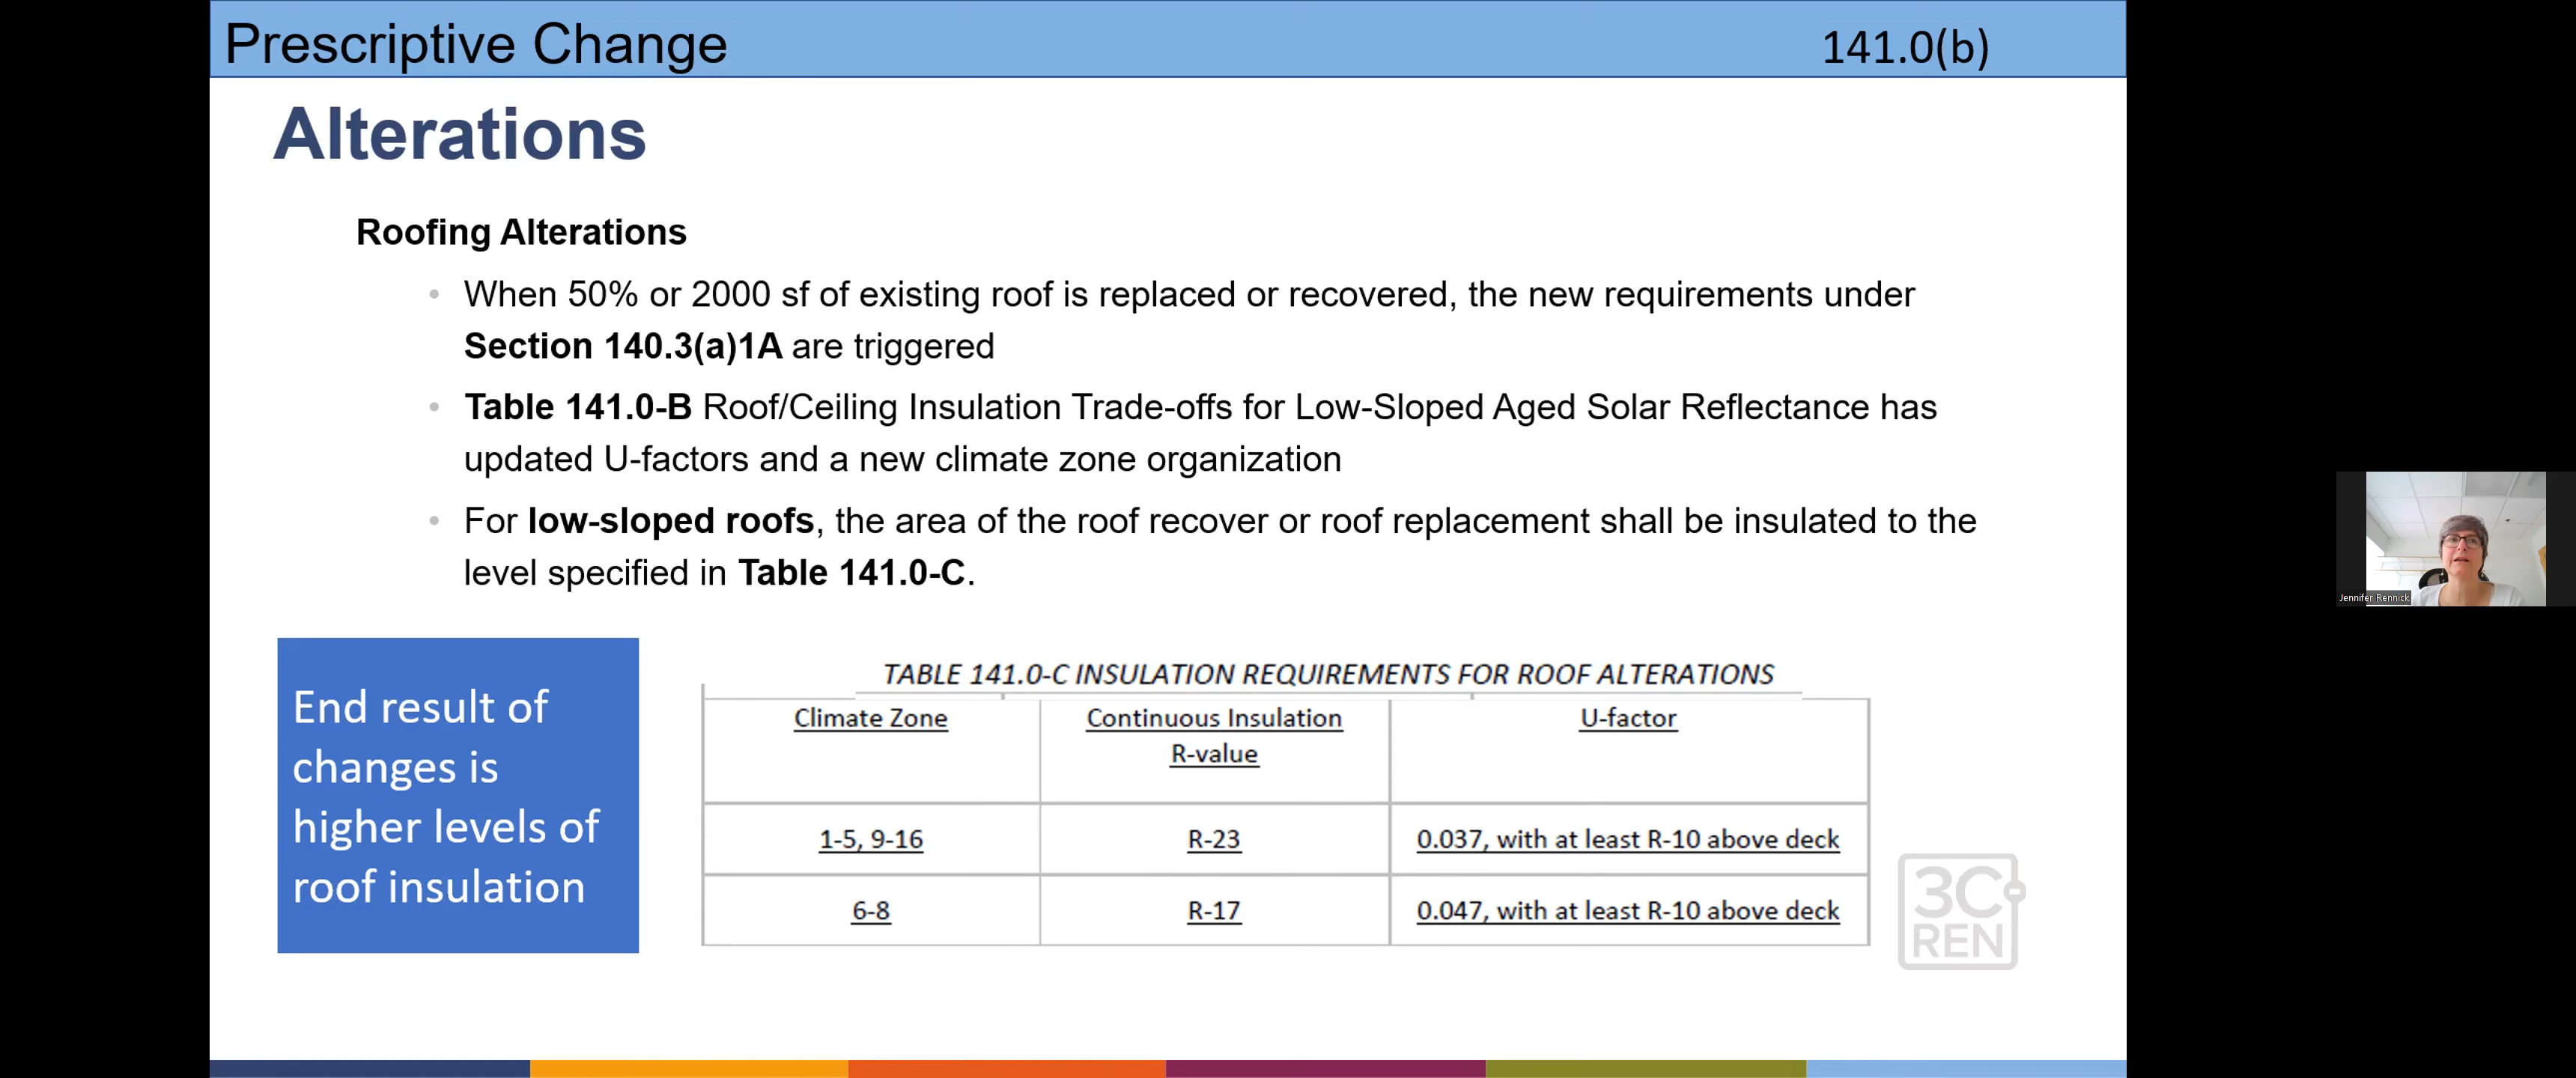 Prescriptive Change
141.0(b)
Alterations
Roofing Alterations
• When 50% or 2000 sf of existing roof is replaced or recovered, the new requirements under
Section 140.3(a)1A are triggered
• Table 141.0-B Roof/Ceiling Insulation Trade-offs for Low-Sloped Aged Solar Reflectance has
updated U-factors and a new climate zone organization
• For low-sloped roofs, the area of the roof recover or roof replacement shall be insulated to the
level specified in Table 141.0-C.
End result of
changes is
higher levels of
roof insulation
TABLE 141.0-C INSULATION REQUIREMENTS FOR ROOF ALTERATIONS
Climate Zone
Continuous Insulation
R-value
U-factor
1-5, 9-16
R-23
0.037, with at least R-10 above deck
6-8
R-17
0.047, with at least R-10 above deck
3C
REN
Jennifer Rennick